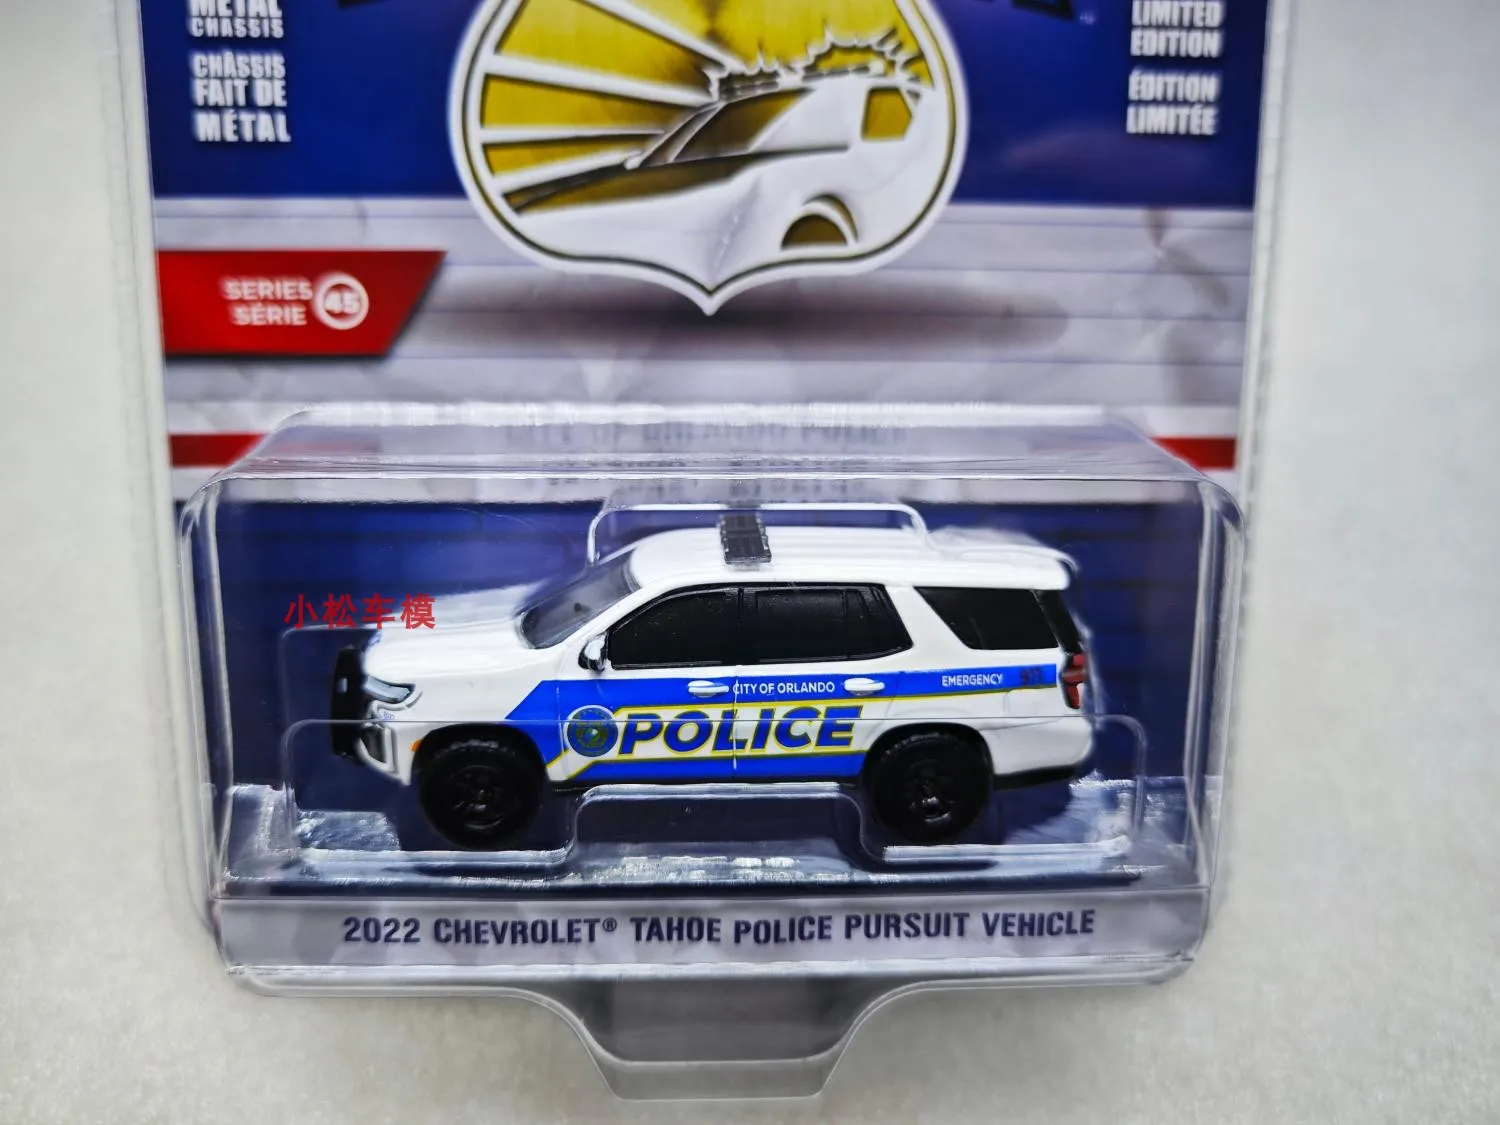 METAL
CHASSIS
CHÂSSIS
FAIT DE
MÉTAL
LIMITED
EDITION
ÉDITION
LIMITÉE
SERIES
SÉRIE
45
小松车模
CITY OF ORLANDO
EMERGENCY
911
POLICE
2022 CHEVROLET® TAHOE POLICE PURSUIT VEHICLE